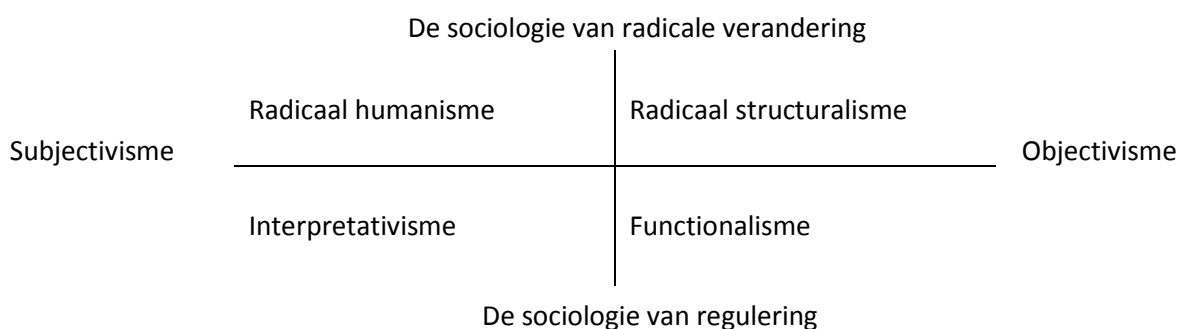 De sociologie van radicale verandering
Radicaal humanisme Radicaal structuralisme
Subjectivisme Objectivisme
Interpretativisme Functionalisme
De sociologie van regulering